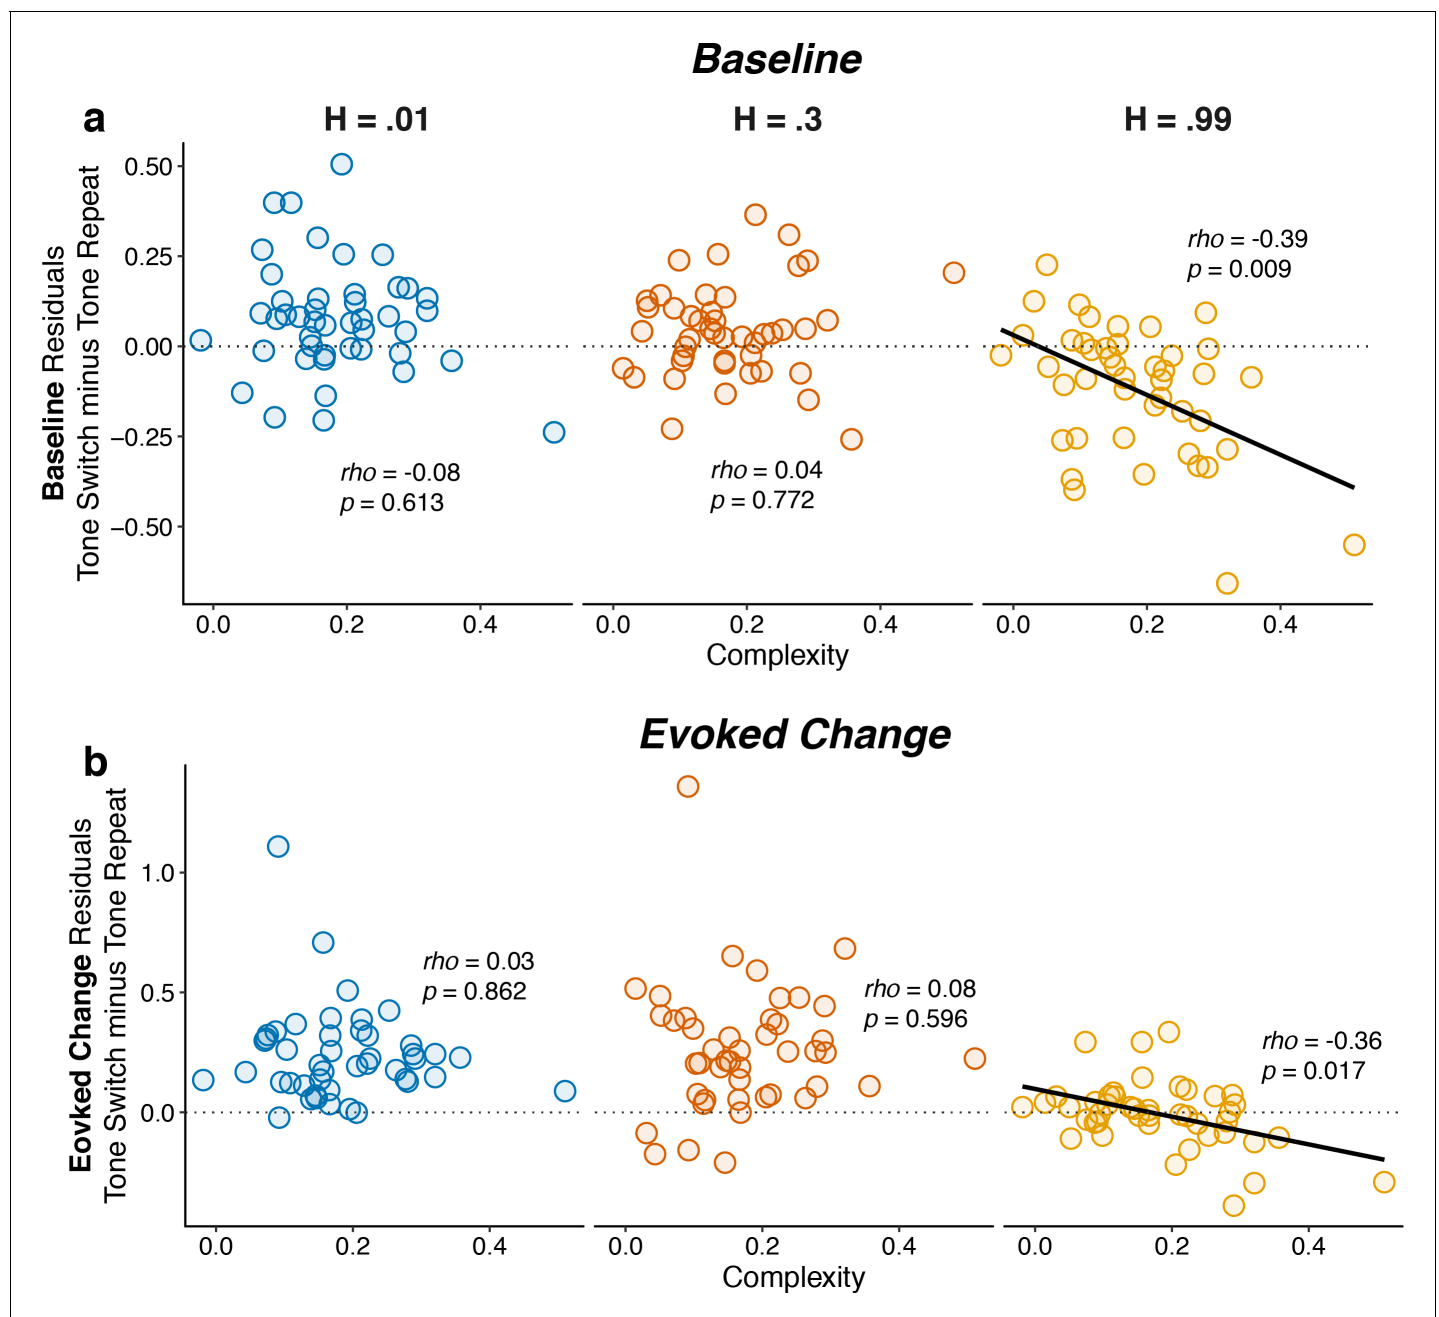 Baseline
a
H = .01
H = .3
H = .99
Baseline Residuals
Tone Switch minus Tone Repeat
0.50
0.25
0.00
−0.25
−0.50
rho = -0.08
p = 0.613
rho = 0.04
p = 0.772
rho = -0.39
p = 0.009
0.0 0.2 0.4 0.0 0.2 0.4 0.0 0.2 0.4
Complexity
Evoked Change
b
Eovked Change Residuals
Tone Switch minus Tone Repeat
1.0
0.5
0.0
rho = 0.03
p = 0.862
rho = 0.08
p = 0.596
rho = -0.36
p = 0.017
0.0 0.2 0.4 0.0 0.2 0.4 0.0 0.2 0.4
Complexity